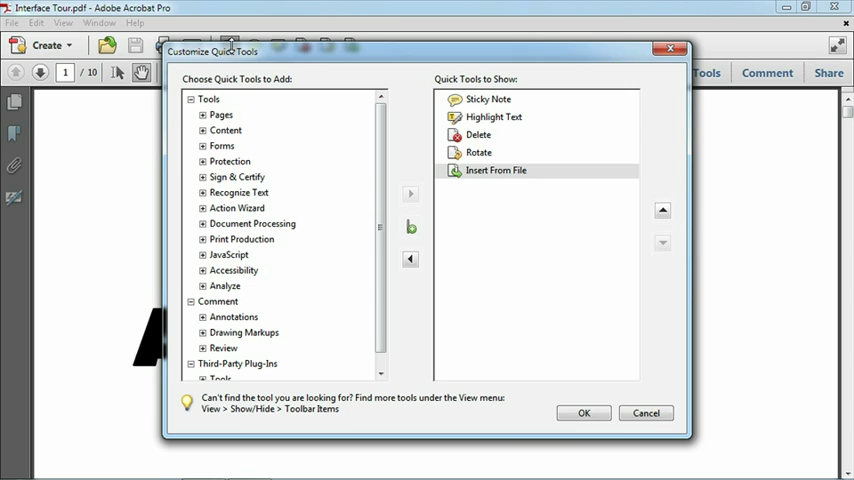 Interface Tour.pdf - Adobe Acrobat Pro
File Edit View Window Help
Create
Customize Quick Tools
1 / 10
Tools Comment Share
Choose Quick Tools to Add:
Quick Tools to Show:
Tools
Pages
Content
Forms
Protection
Sign & Certify
Recognize Text
Action Wizard
Document Processing
Print Production
JavaScript
Accessibility
Analyze
Comment
Annotations
Drawing Markups
Review
Third-Party Plug-Ins
Tools
Sticky Note
Highlight Text
Delete
Rotate
Insert From File
Can't find the tool you are looking for? Find more tools under the View menu:
View > Show/Hide > Toolbar Items
OK
Cancel